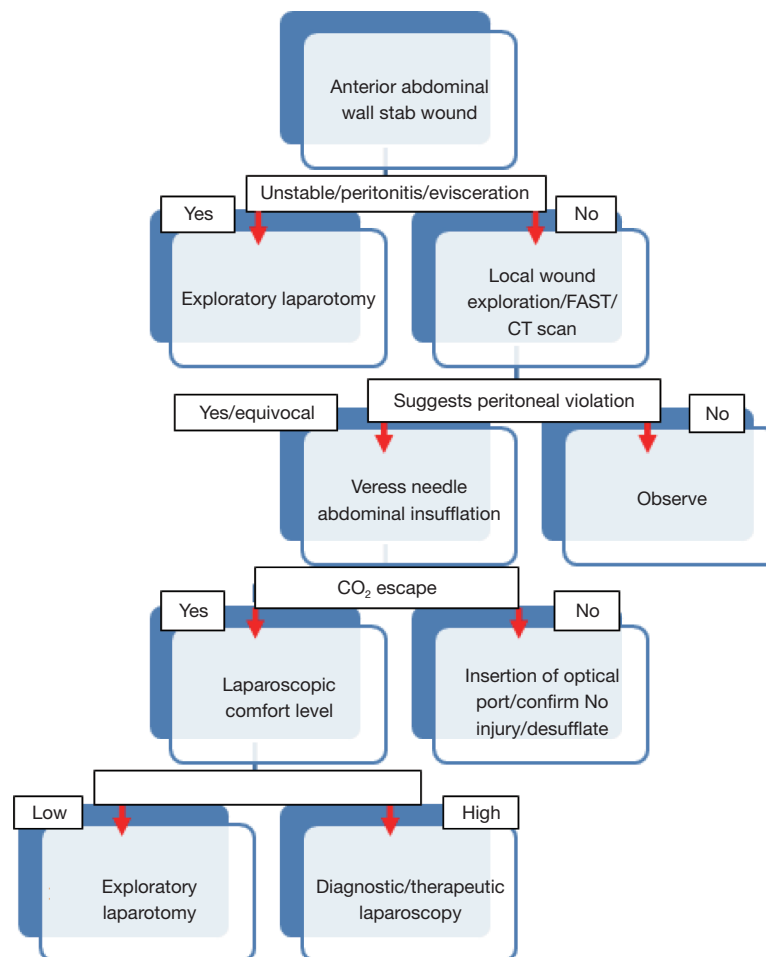 Anterior abdominal
wall stab wound
Unstable/peritonitis/evisceration
Yes
No
Exploratory laparotomy
Local wound
exploration/FAST/
CT scan
Suggests peritoneal violation
Yes/equivocal
No
Veress needle
abdominal insufflation
Observe
CO₂ escape
Yes
No
Laparoscopic
comfort level
Insertion of optical
port/confirm No
injury/desufflate
Low
High
Exploratory
laparotomy
Diagnostic/therapeutic
laparoscopy